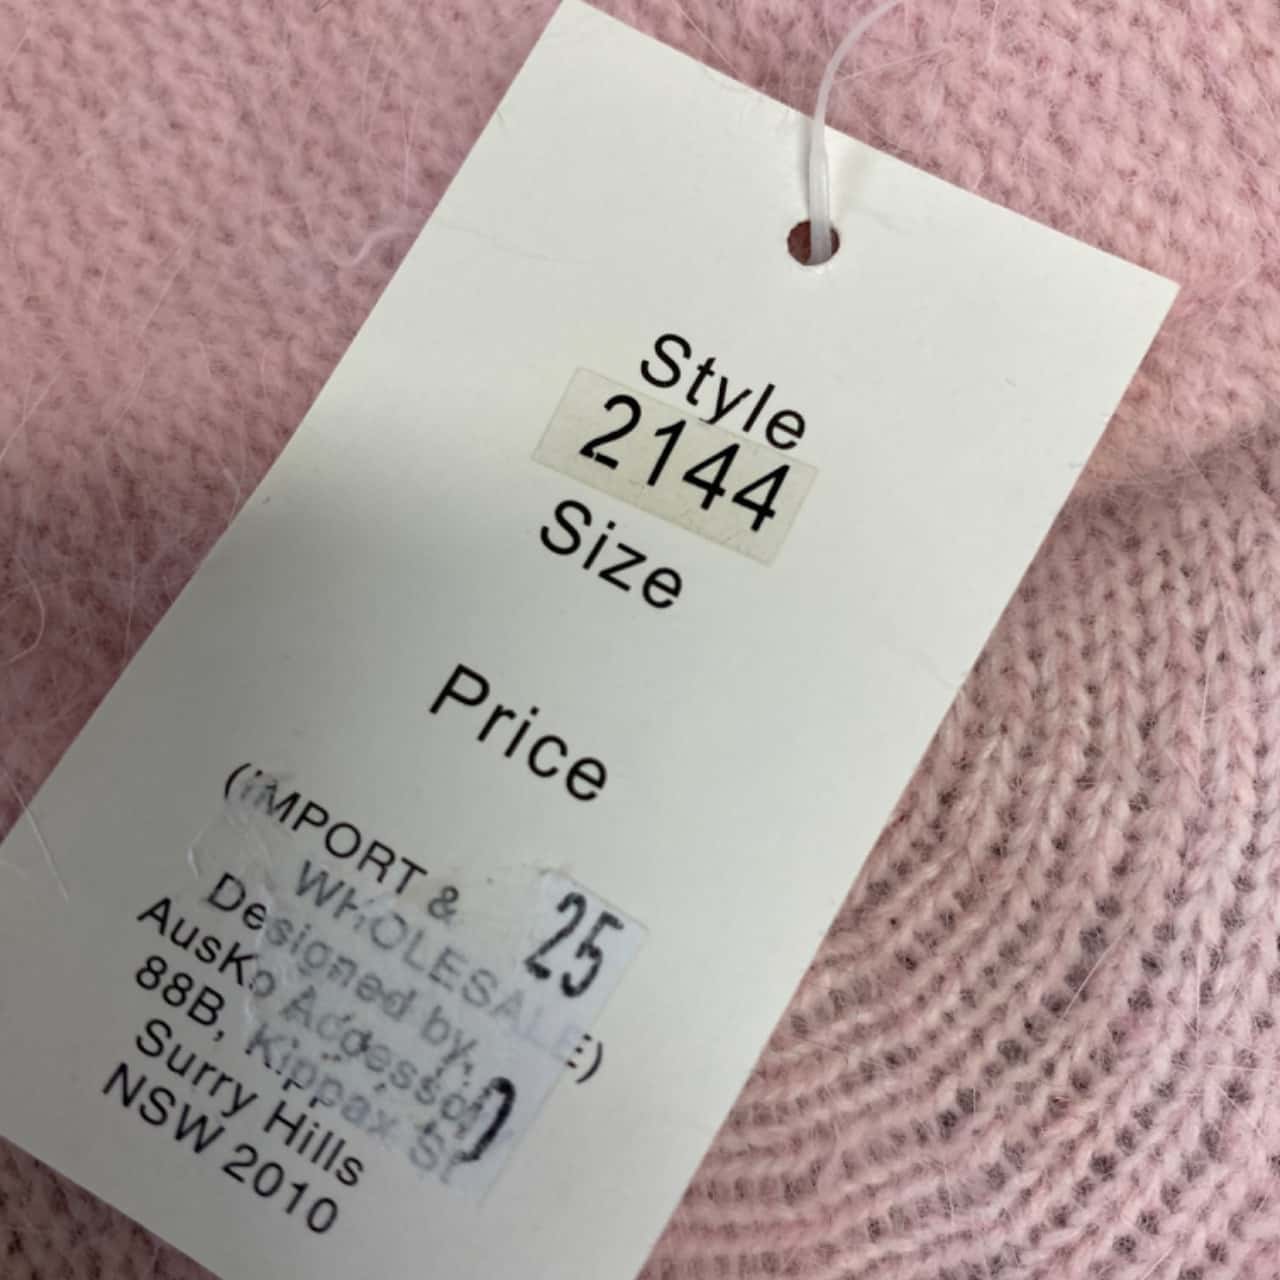 Style
2144
Size
Price
(IMPORT &
WHOLESALE)
25
Designed by.
AusKo Accessory
88B, Kippax St
Surry Hills
NSW 2010